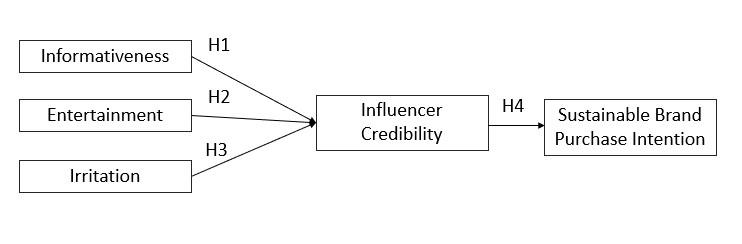 Informativeness
H1
H2
Entertainment
H3
Irritation
Influencer
Credibility
H4
Sustainable Brand
Purchase Intention